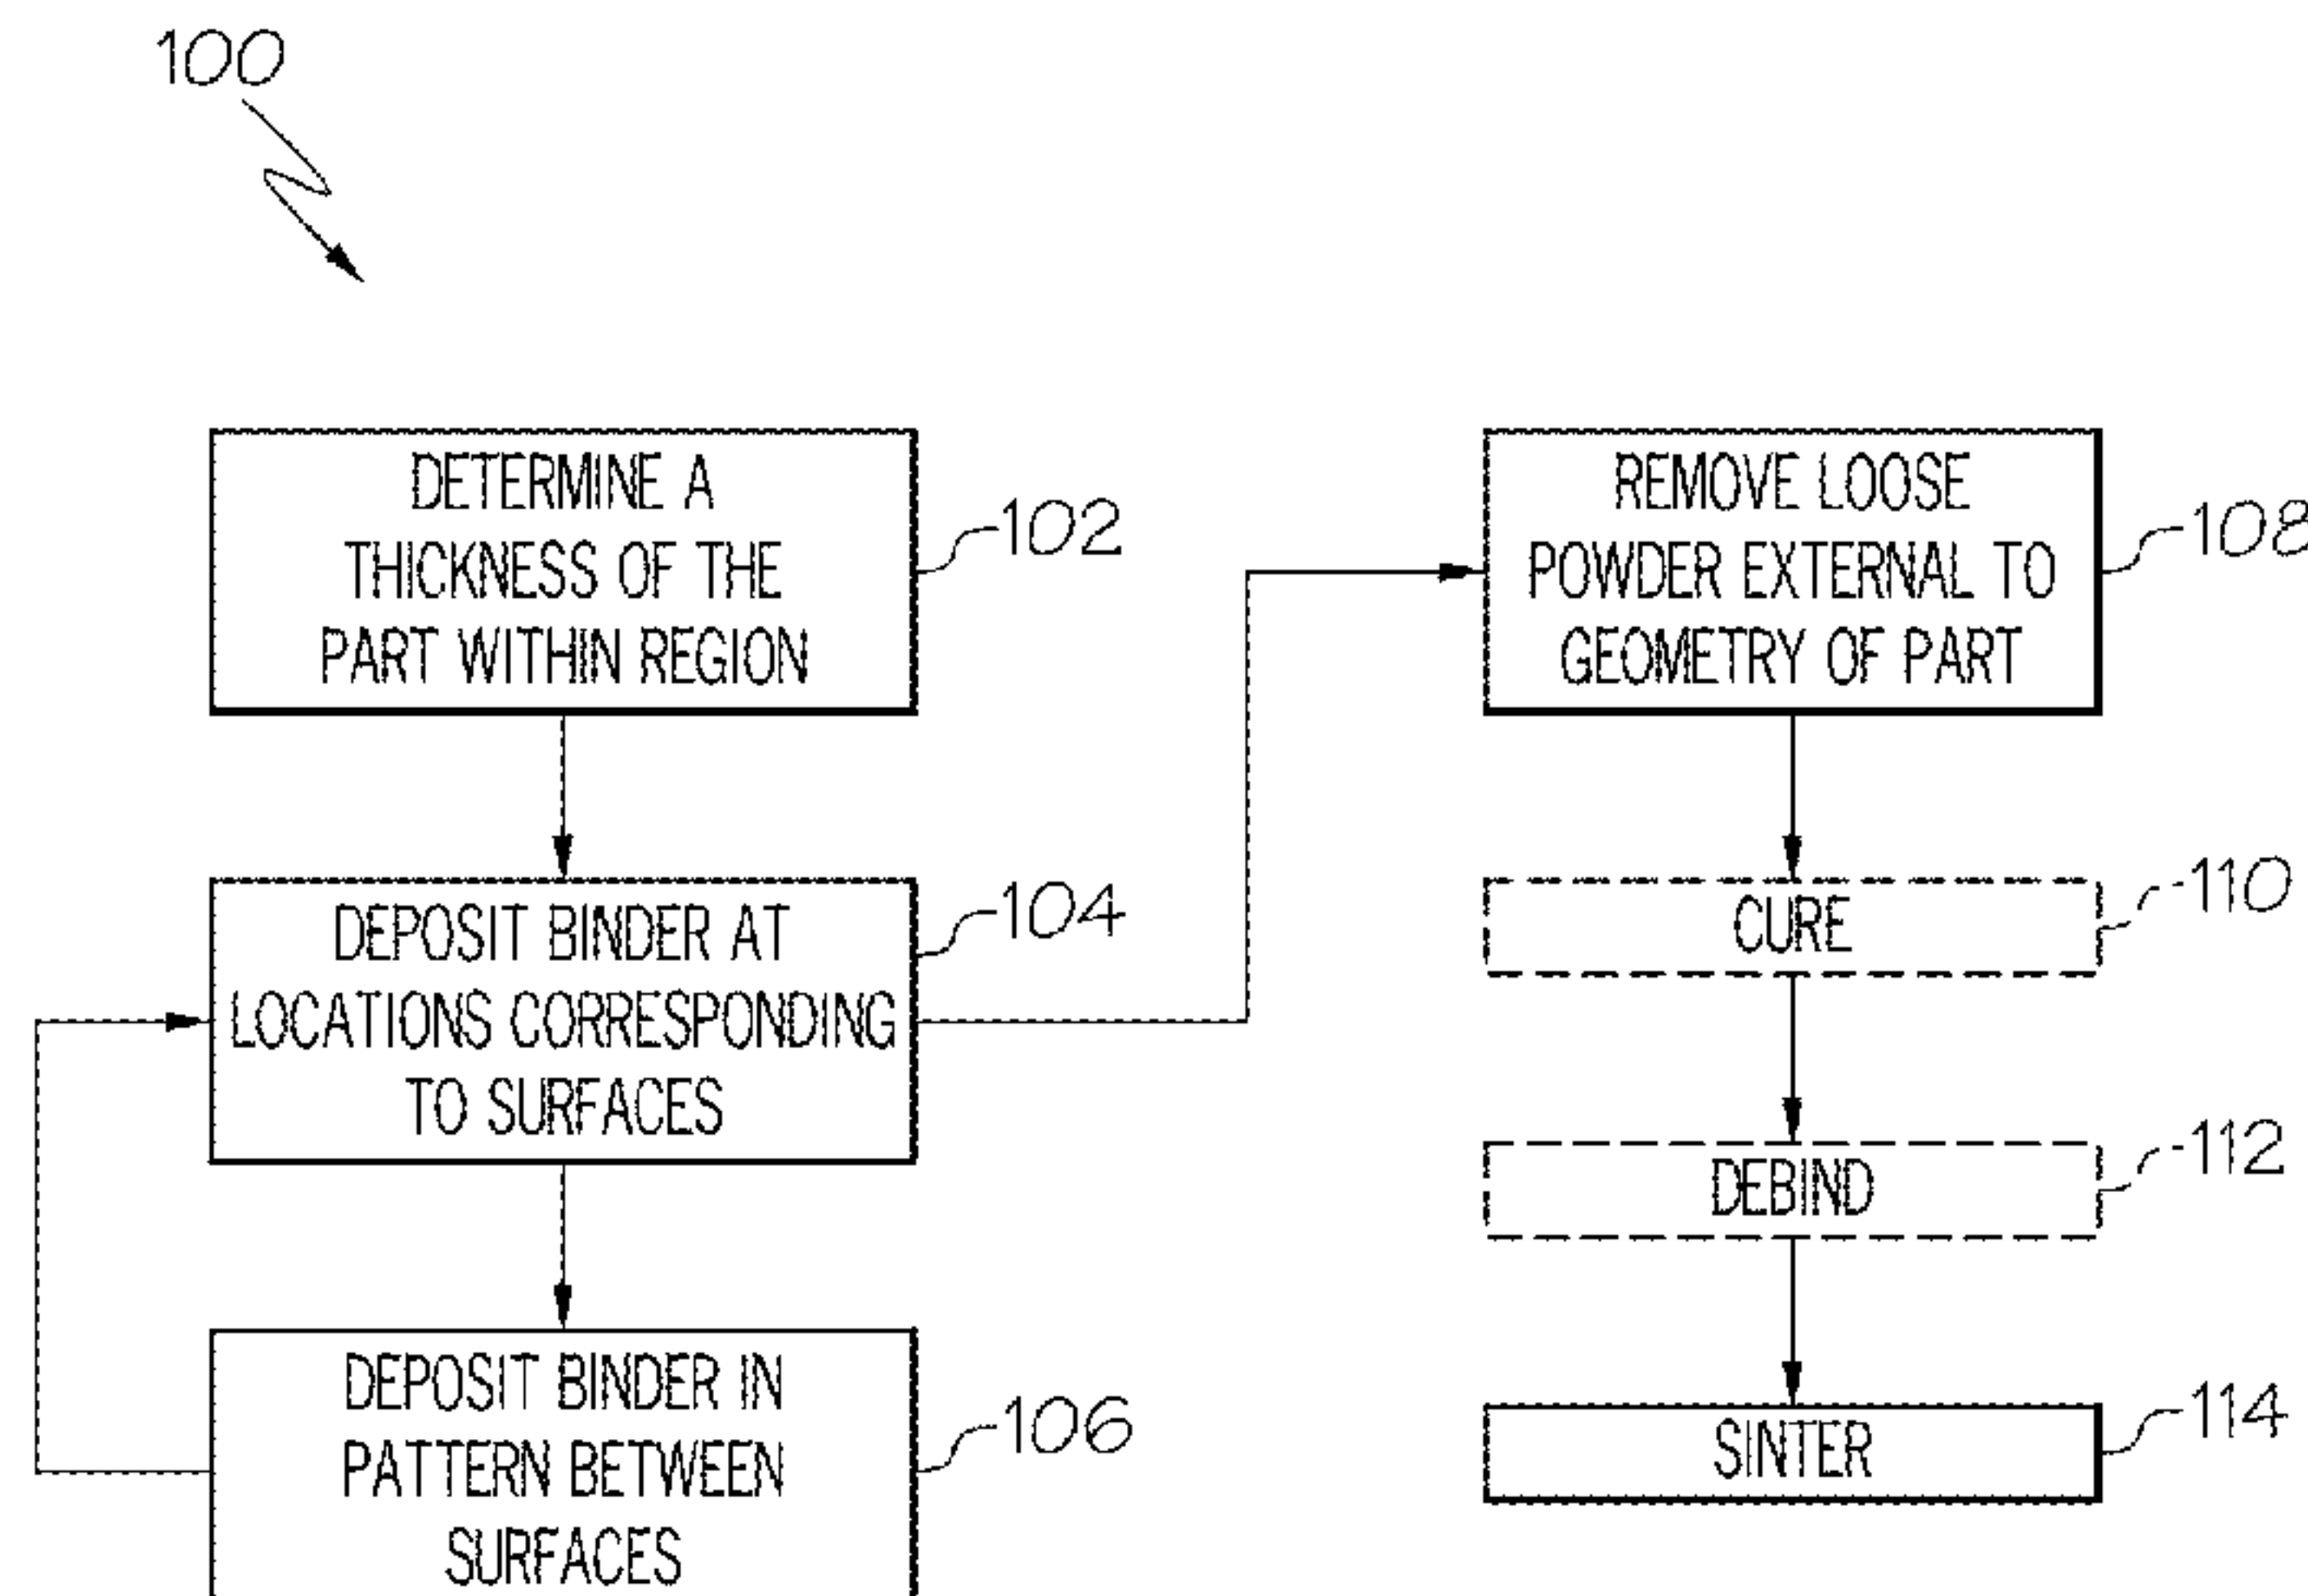 100
DETERMINE A
THICKNESS OF THE
PART WITHIN REGION
102
DEPOSIT BINDER AT
LOCATIONS CORRESPONDING
TO SURFACES
104
DEPOSIT BINDER IN
PATTERN BETWEEN
SURFACES
106
REMOVE LOOSE
POWDER EXTERNAL TO
GEOMETRY OF PART
108
CURE
110
DEBIND
112
SINTER
114